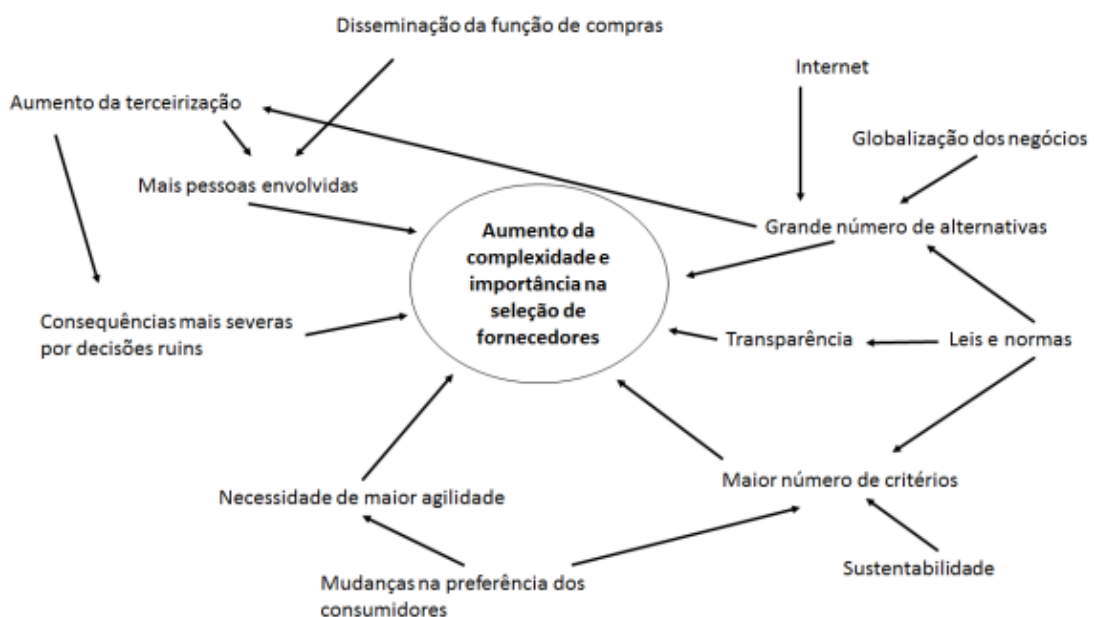 Disseminação da função de compras
Internet
Aumento da terceirização
Globalização dos negócios
Mais pessoas envolvidas
Grande número de alternativas
Aumento da
complexidade e
importância na
seleção de
fornecedores
Consequências mais severas
por decisões ruins
Transparência
Leis e normas
Necessidade de maior agilidade
Maior número de critérios
Mudanças na preferência dos
consumidores
Sustentabilidade